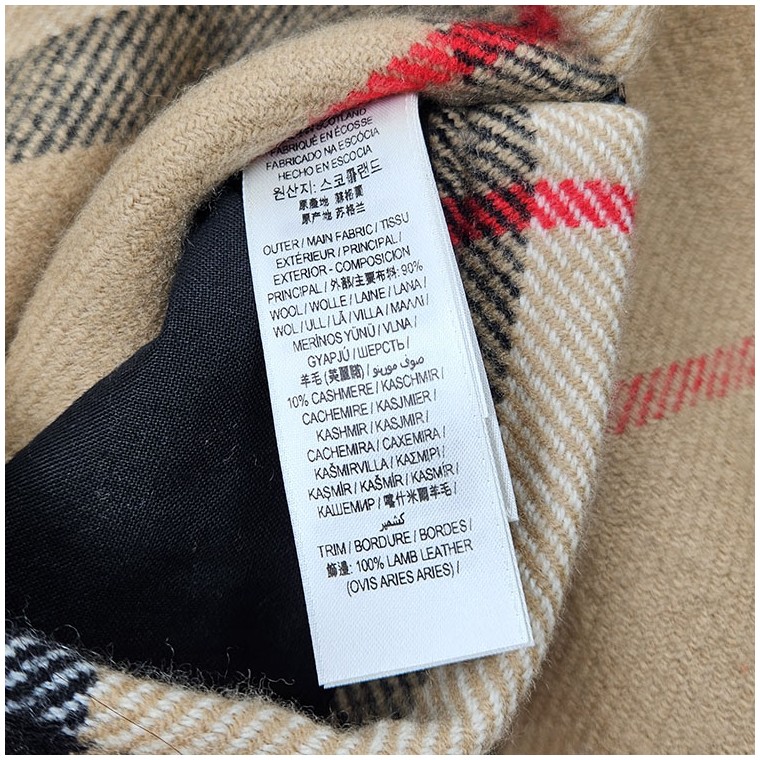 IN SCOTLAND
FABRIQUÉ EN ÉCOSSE
FABRICADO NA ESCÓCIA
HECHO EN ESCOCIA
원산지: 스코틀랜드
原產地 蘇格蘭
原产地 苏格兰
OUTER / MAIN FABRIC / TISSU
EXTÉRIEUR / PRINCIPAL /
EXTERIOR - COMPOSICION
PRINCIPAL / 外部/主要布料: 90%
WOOL / WOLLE / LAINE / LANA /
WOL / ULL / LÃ / VILLA / ΜΑΛΛΙ /
MERİNOS YÜNÜ / VLNA /
GYAPJÚ / ШЕРСТЬ /
羊毛 (英麗諾) / صوف مورينو /
10% CASHMERE / KASCHMIR /
CACHEMIRE / KASJMIER /
KASHMIR / KASJMIR /
CACHEMIRA / CAXEMIRA /
KAŠMIRVILLA / ΚΑΣΜΙΡΙ /
KAŞMİR / KAŠMÍR / KASMÍR /
КАШЕМИР / 喀什米爾羊毛 /
كشمير
TRIM / BORDURE / BORDES /
飾邊: 100% LAMB LEATHER
(OVIS ARIES ARIES) /